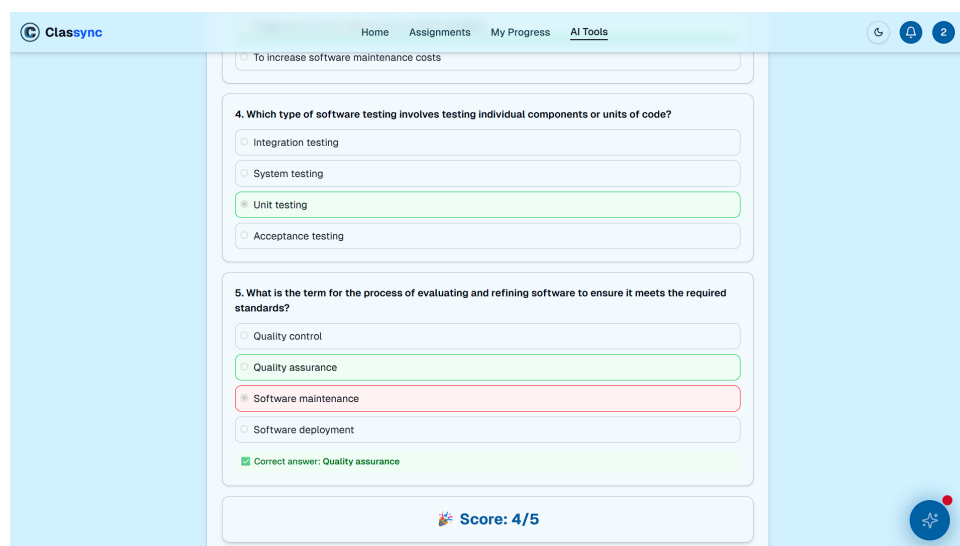 Classync
Home Assignments My Progress AI Tools
2
To increase software maintenance costs
4. Which type of software testing involves testing individual components or units of code?
Integration testing
System testing
Unit testing
Acceptance testing
5. What is the term for the process of evaluating and refining software to ensure it meets the required
standards?
Quality control
Quality assurance
Software maintenance
Software deployment
Correct answer: Quality assurance
Score: 4/5